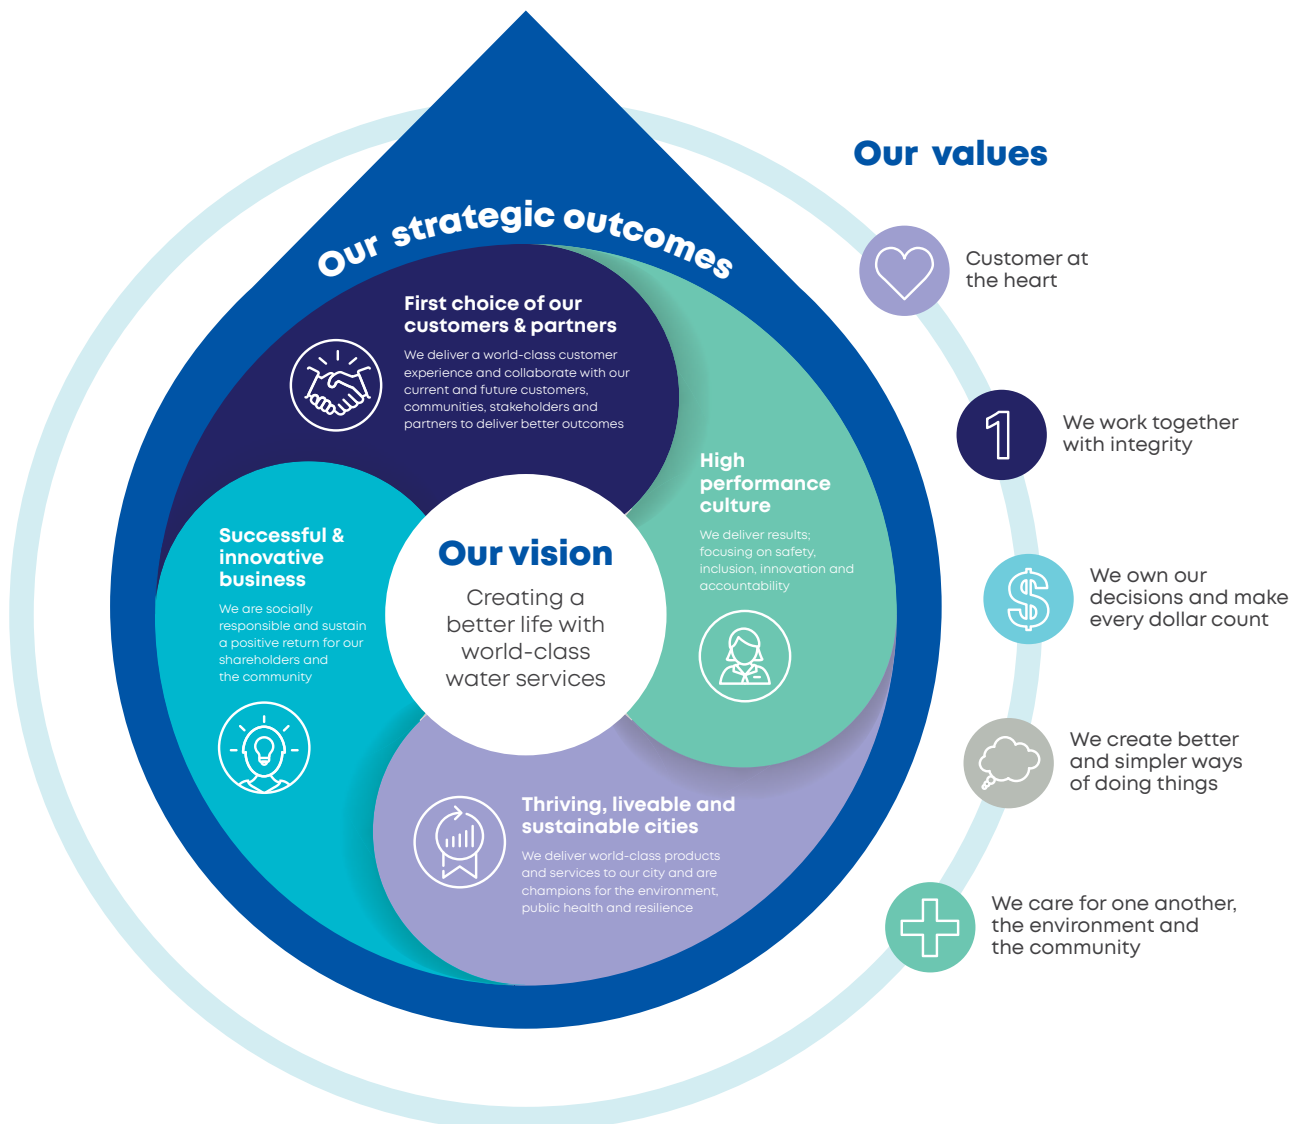 Our strategic outcomes
First choice of our
customers & partners
We deliver a world-class customer
experience and collaborate with our
current and future customers,
communities, stakeholders and
partners to deliver better outcomes
High
performance
culture
We deliver results;
focusing on safety,
inclusion, innovation and
accountability
Successful &
innovative
business
We are socially
responsible and sustain
a positive return for our
shareholders and
the community
Our vision
Creating a
better life with
world-class
water services
Thriving, liveable and
sustainable cities
We deliver world-class products
and services to our city and are
champions for the environment,
public health and resilience
Our values
Customer at
the heart
1
We work together
with integrity
$
We own our
decisions and make
every dollar count
We create better
and simpler ways
of doing things
We care for one another,
the environment and
the community